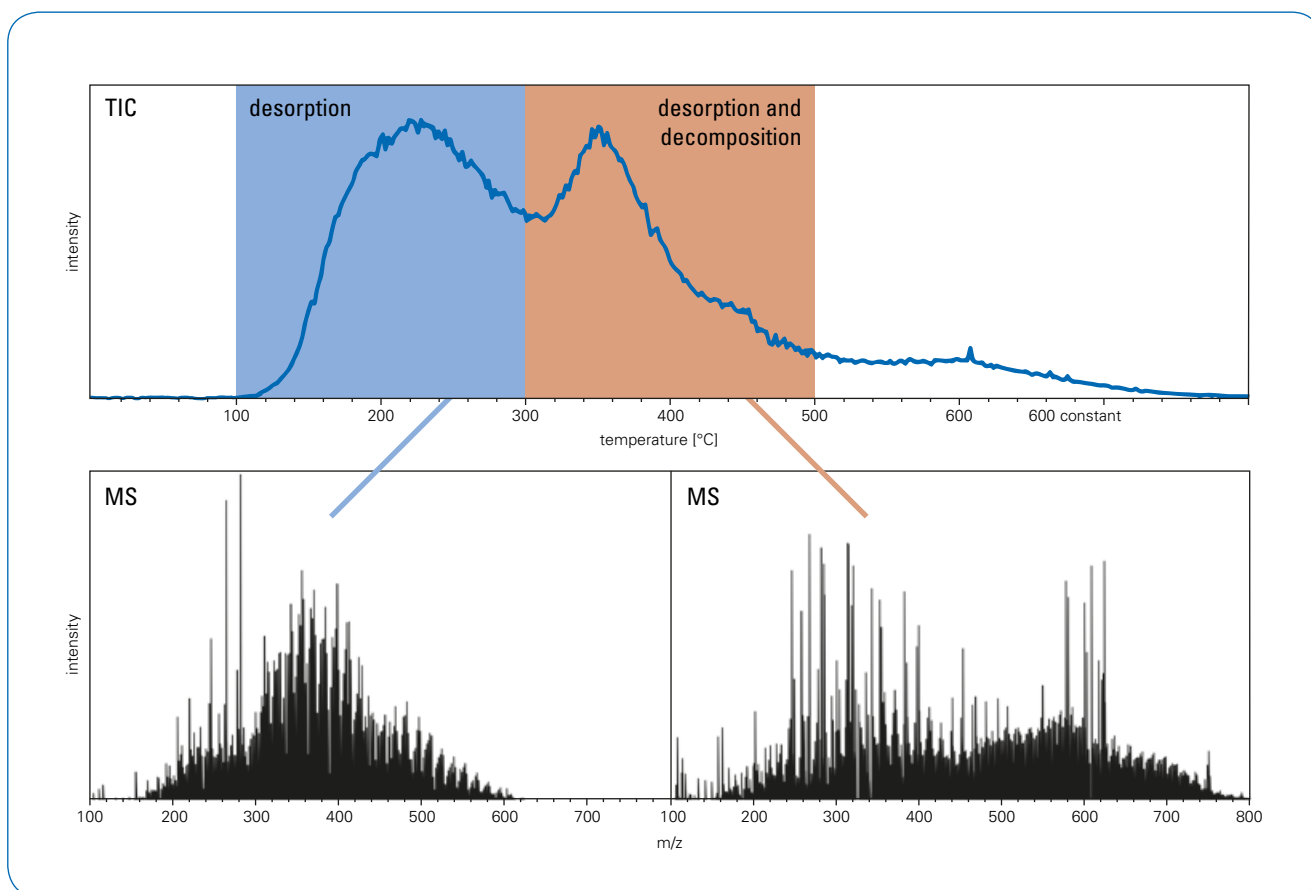 TIC
desorption
desorption and
decomposition
intensity
100 200 300 400 500 600 600 constant
temperature [°C]
MS
MS
intensity
100 200 300 400 500 600 700 100 200 300 400 500 600 700 800
m/z